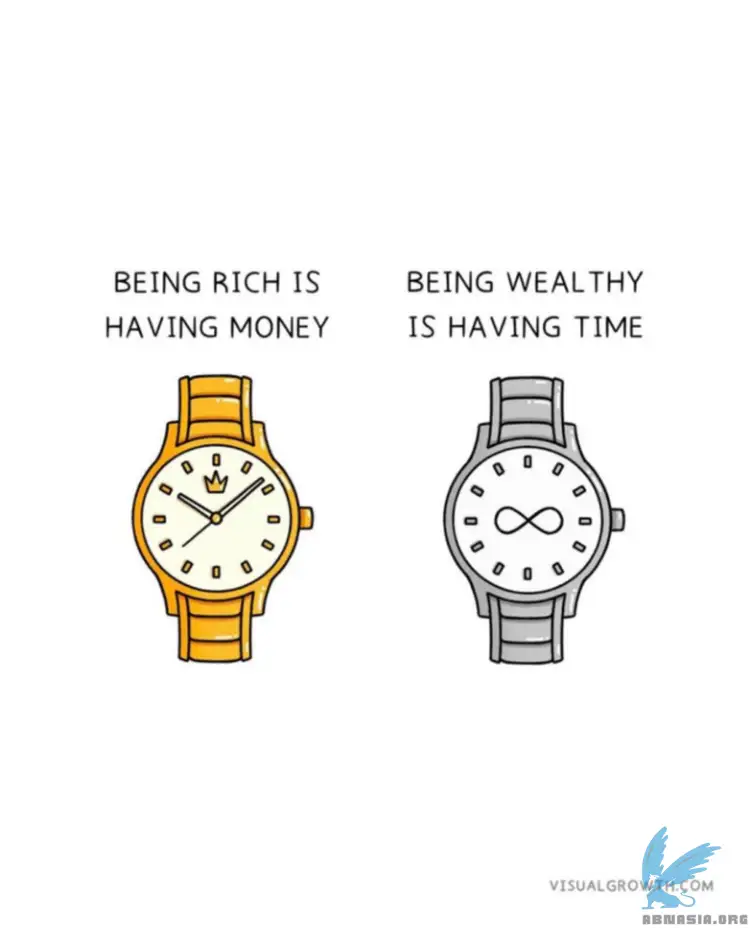 BEING RICH IS
HAVING MONEY
BEING WEALTHY
IS HAVING TIME
VISUALGROWTH.COM
ABNASIA.ORG